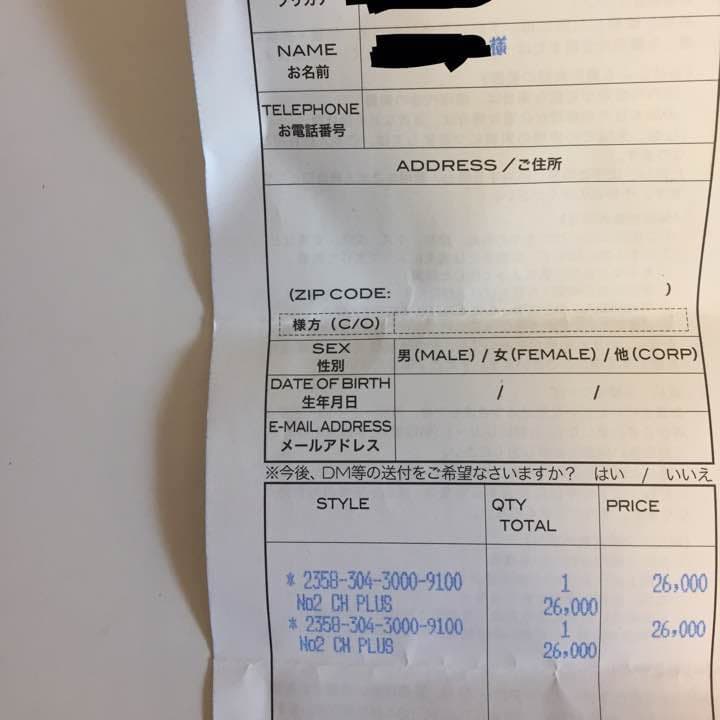 フリガナ
NAME
お名前
様
TELEPHONE
お電話番号
ADDRESS / ご住所
(ZIP CODE: )
様方 (C/O)
SEX
性別
男(MALE) / 女(FEMALE) / 他(CORP)
DATE OF BIRTH
生年月日
/ /
E-MAIL ADDRESS
メールアドレス
※今後、DM等の送付をご希望なさいますか? はい / いいえ
STYLE QTY PRICE
TOTAL
* 2358-304-3000-9100 1 26,000
No2 CH PLUS 26,000
* 2358-304-3000-9100 1 26,000
No2 CH PLUS 26,000